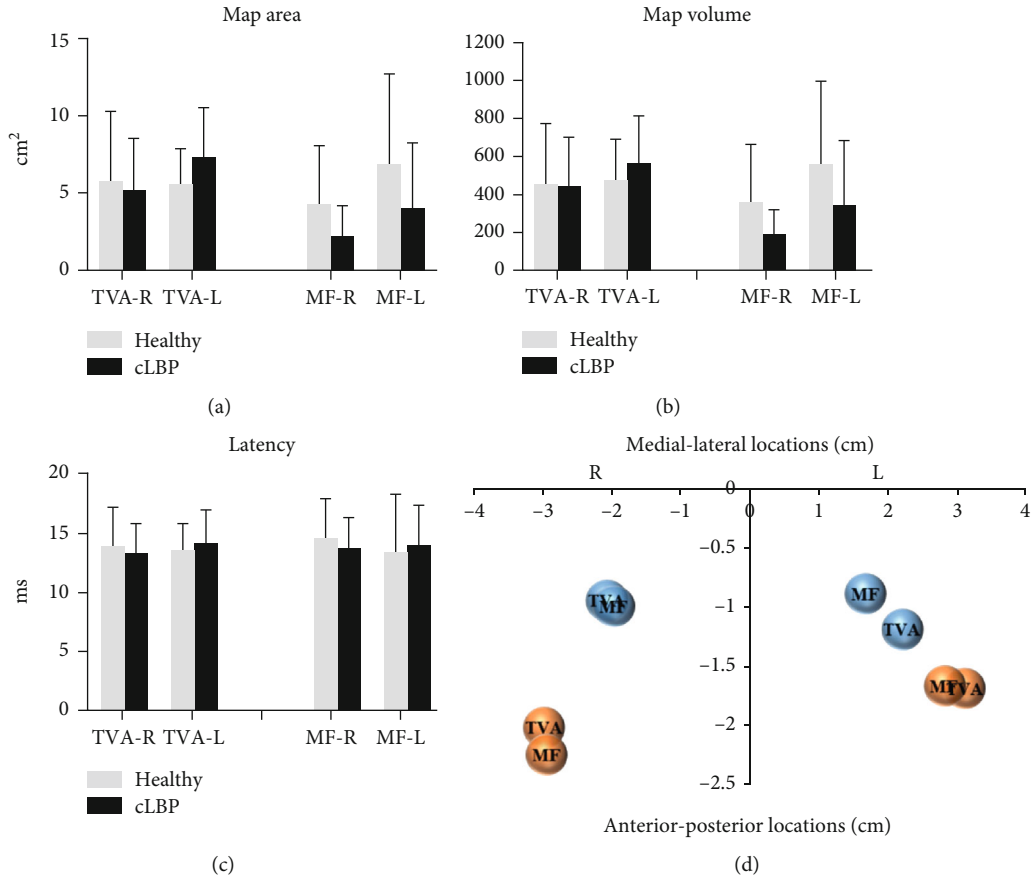 Map area
15
10
5
0
cm²
TVA-R TVA-L MF-R MF-L
Healthy
cLBP
(a)
Map volume
1200
1000
800
600
400
200
0
TVA-R TVA-L MF-R MF-L
Healthy
cLBP
(b)
Latency
20
15
10
5
0
ms
TVA-R TVA-L MF-R MF-L
Healthy
cLBP
(c)
Medial-lateral locations (cm)
R L
–4 –3 –2 –1 0 1 2 3 4
0
–0.5
–1
–1.5
–2
–2.5
TVA
MF
MF
TVA
MF
TVA
TVA
MF
Anterior-posterior locations (cm)
(d)